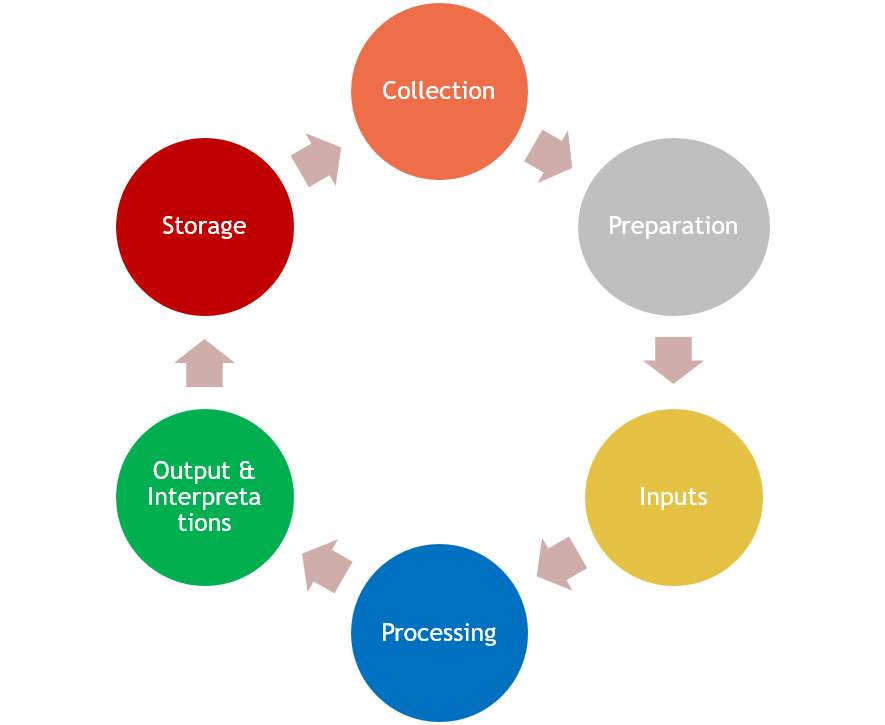 Collection
Preparation
Inputs
Processing
Output &
Interpreta
tions
Storage